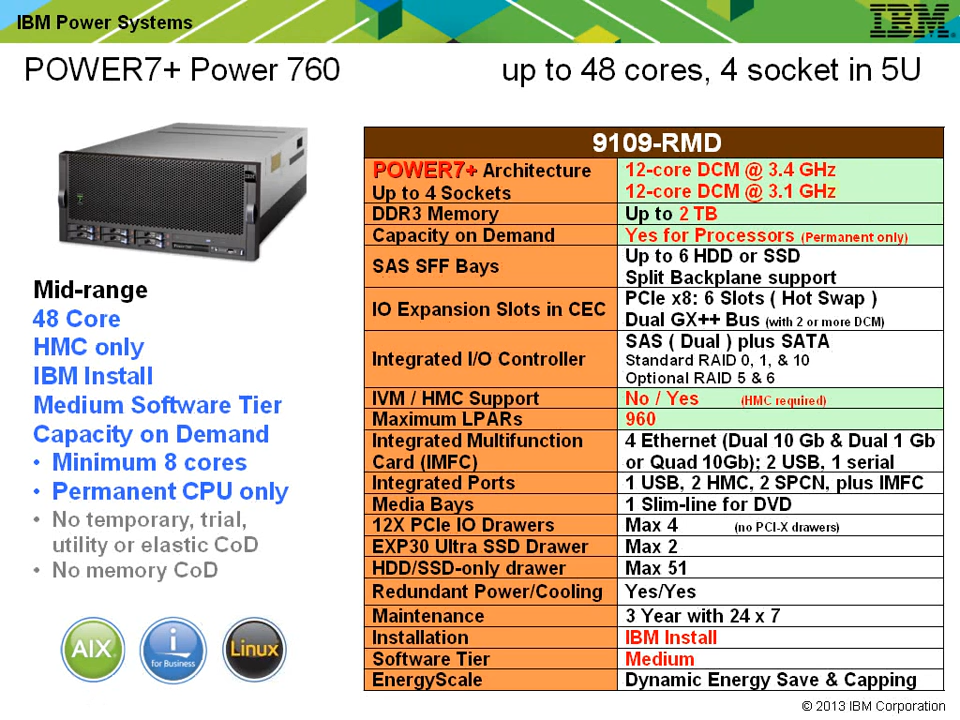 IBM Power Systems
IBM
POWER7+ Power 760
up to 48 cores, 4 socket in 5U
Mid-range
48 Core
HMC only
IBM Install
Medium Software Tier
Capacity on Demand
• Minimum 8 cores
• Permanent CPU only
• No temporary, trial,
utility or elastic CoD
• No memory CoD
AIX
i
for Business
Linux
9109-RMD
POWER7+ Architecture
Up to 4 Sockets
12-core DCM @ 3.4 GHz
12-core DCM @ 3.1 GHz
DDR3 Memory
Up to 2 TB
Capacity on Demand
Yes for Processors (Permanent only)
SAS SFF Bays
Up to 6 HDD or SSD
Split Backplane support
IO Expansion Slots in CEC
PCIe x8: 6 Slots ( Hot Swap )
Dual GX++ Bus (with 2 or more DCM)
Integrated I/O Controller
SAS ( Dual ) plus SATA
Standard RAID 0, 1, & 10
Optional RAID 5 & 6
IVM / HMC Support
No / Yes (HMC required)
Maximum LPARs
960
Integrated Multifunction
Card (IMFC)
4 Ethernet (Dual 10 Gb & Dual 1 Gb
or Quad 10Gb); 2 USB, 1 serial
Integrated Ports
1 USB, 2 HMC, 2 SPCN, plus IMFC
Media Bays
1 Slim-line for DVD
12X PCIe IO Drawers
Max 4 (no PCI-X drawers)
EXP30 Ultra SSD Drawer
Max 2
HDD/SSD-only drawer
Max 51
Redundant Power/Cooling
Yes/Yes
Maintenance
3 Year with 24 x 7
Installation
IBM Install
Software Tier
Medium
EnergyScale
Dynamic Energy Save & Capping
© 2013 IBM Corporation